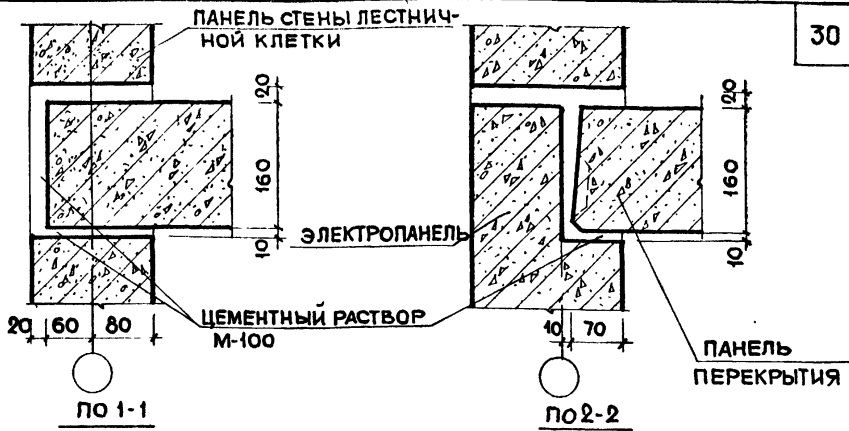 ПАНЕЛЬ СТЕНЫ ЛЕСТНИЧ-
НОЙ КЛЕТКИ
30
20
160
10
20
160
10
ЭЛЕКТРОПАНЕЛЬ
20 60 80
ЦЕМЕНТНЫЙ РАСТВОР
М-100
10 70
ПАНЕЛЬ
ПЕРЕКРЫТИЯ
ПО 1-1
ПО 2-2